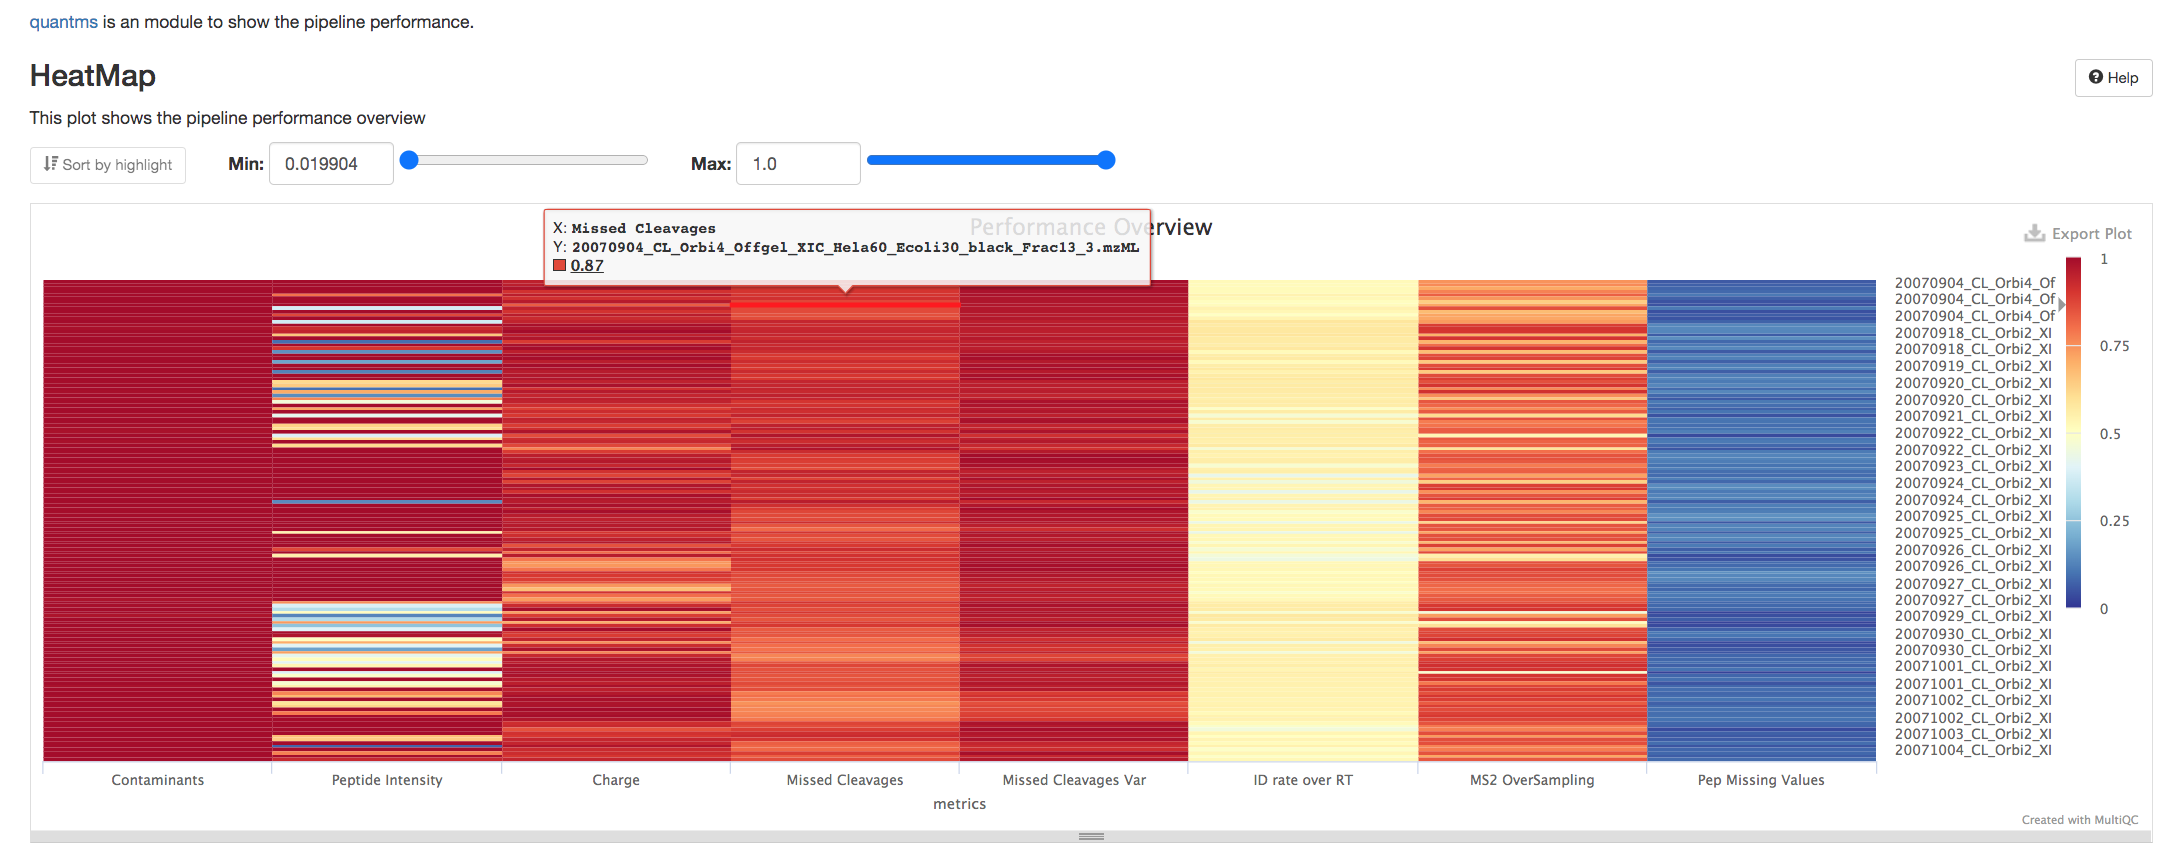 quantms is an module to show the pipeline performance.
HeatMap
Help
This plot shows the pipeline performance overview
Sort by highlight
Min: 0.019904
Max: 1.0
Performance Overview
X: Missed Cleavages
Y: 20070904_CL_Orbi4_Offgel_XIC_Hela60_Ecoli30_black_Frac13_3.mzML
0.87
Export Plot
1
0.75
0.5
0.25
0
20070904_CL_Orbi4_Of
20070904_CL_Orbi4_Of
20070904_CL_Orbi4_Of
20070918_CL_Orbi2_XI
20070918_CL_Orbi2_XI
20070919_CL_Orbi2_XI
20070920_CL_Orbi2_XI
20070920_CL_Orbi2_XI
20070921_CL_Orbi2_XI
20070922_CL_Orbi2_XI
20070922_CL_Orbi2_XI
20070923_CL_Orbi2_XI
20070924_CL_Orbi2_XI
20070924_CL_Orbi2_XI
20070925_CL_Orbi2_XI
20070925_CL_Orbi2_XI
20070926_CL_Orbi2_XI
20070926_CL_Orbi2_XI
20070927_CL_Orbi2_XI
20070927_CL_Orbi2_XI
20070929_CL_Orbi2_XI
20070930_CL_Orbi2_XI
20070930_CL_Orbi2_XI
20071001_CL_Orbi2_XI
20071001_CL_Orbi2_XI
20071002_CL_Orbi2_XI
20071002_CL_Orbi2_XI
20071003_CL_Orbi2_XI
20071004_CL_Orbi2_XI
Contaminants
Peptide Intensity
Charge
Missed Cleavages
Missed Cleavages Var
ID rate over RT
MS2 OverSampling
Pep Missing Values
metrics
Created with MultiQC